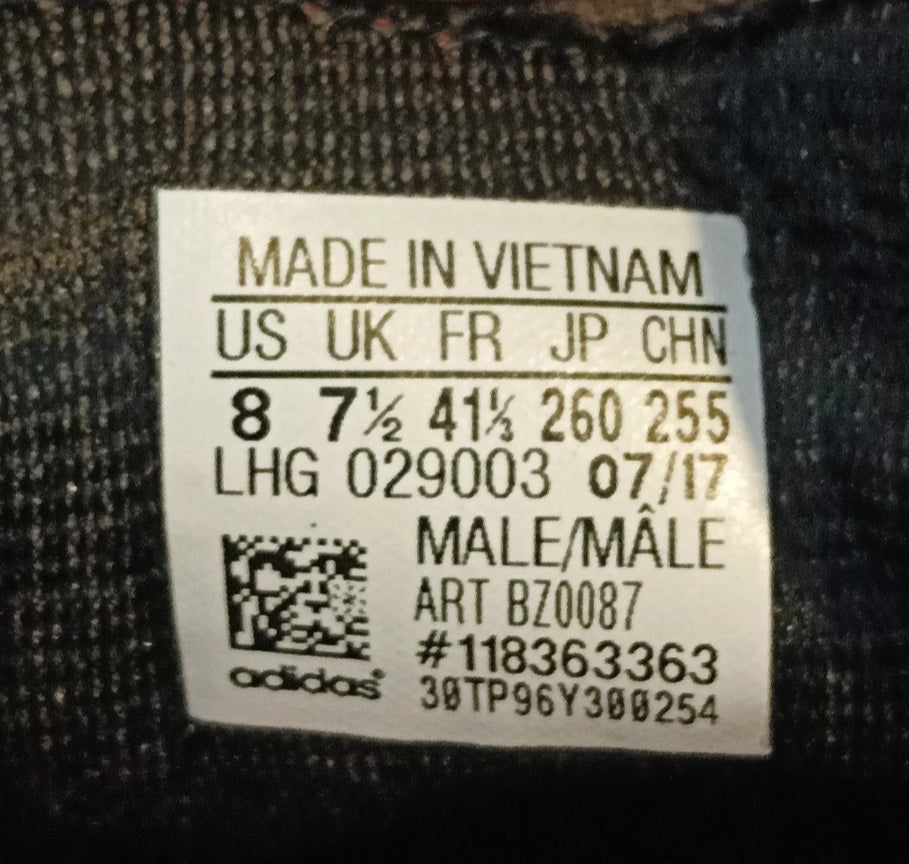 MADE IN VIETNAM
US UK FR JP CHN
8 7½ 41⅓ 260 255
LHG 029003 07/17
MALE/MÂLE
ART BZ0087
#118363363
adidas
30TP96Y300254